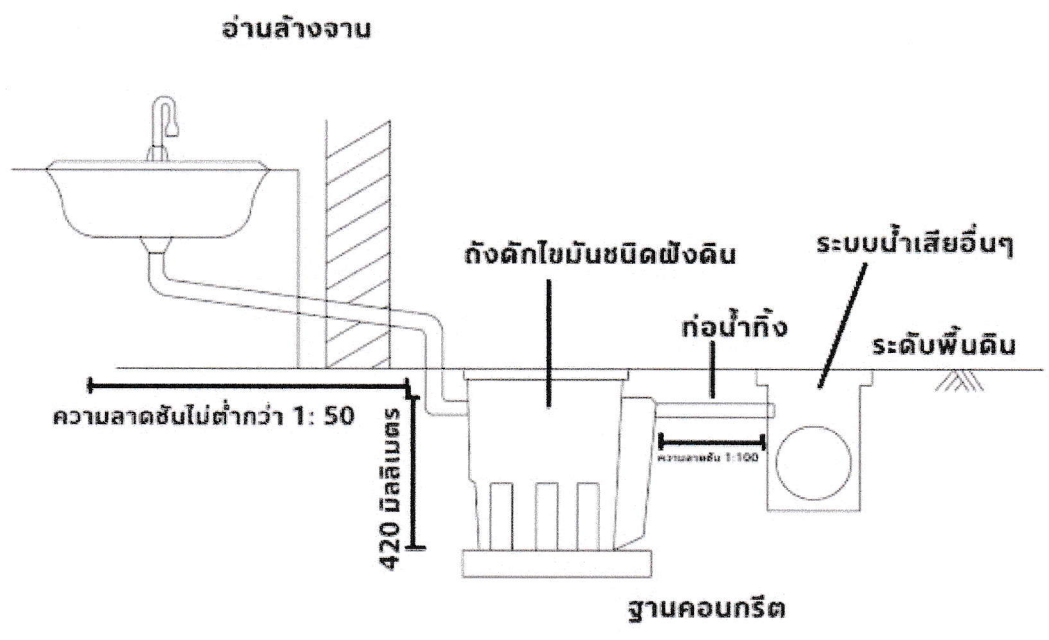 อ่านล้างจาน
ระบบน้ำเสียอื่นๆ
ถังดักไขมันชนิดฝังดิน
ท่อน้ำทิ้ง
ระดับพื้นดิน
ความลาดชันไม่ต่ำกว่า 1: 50
420 มิลลิเมตร
ความลาดชัน 1:100
ฐานคอนกรีต